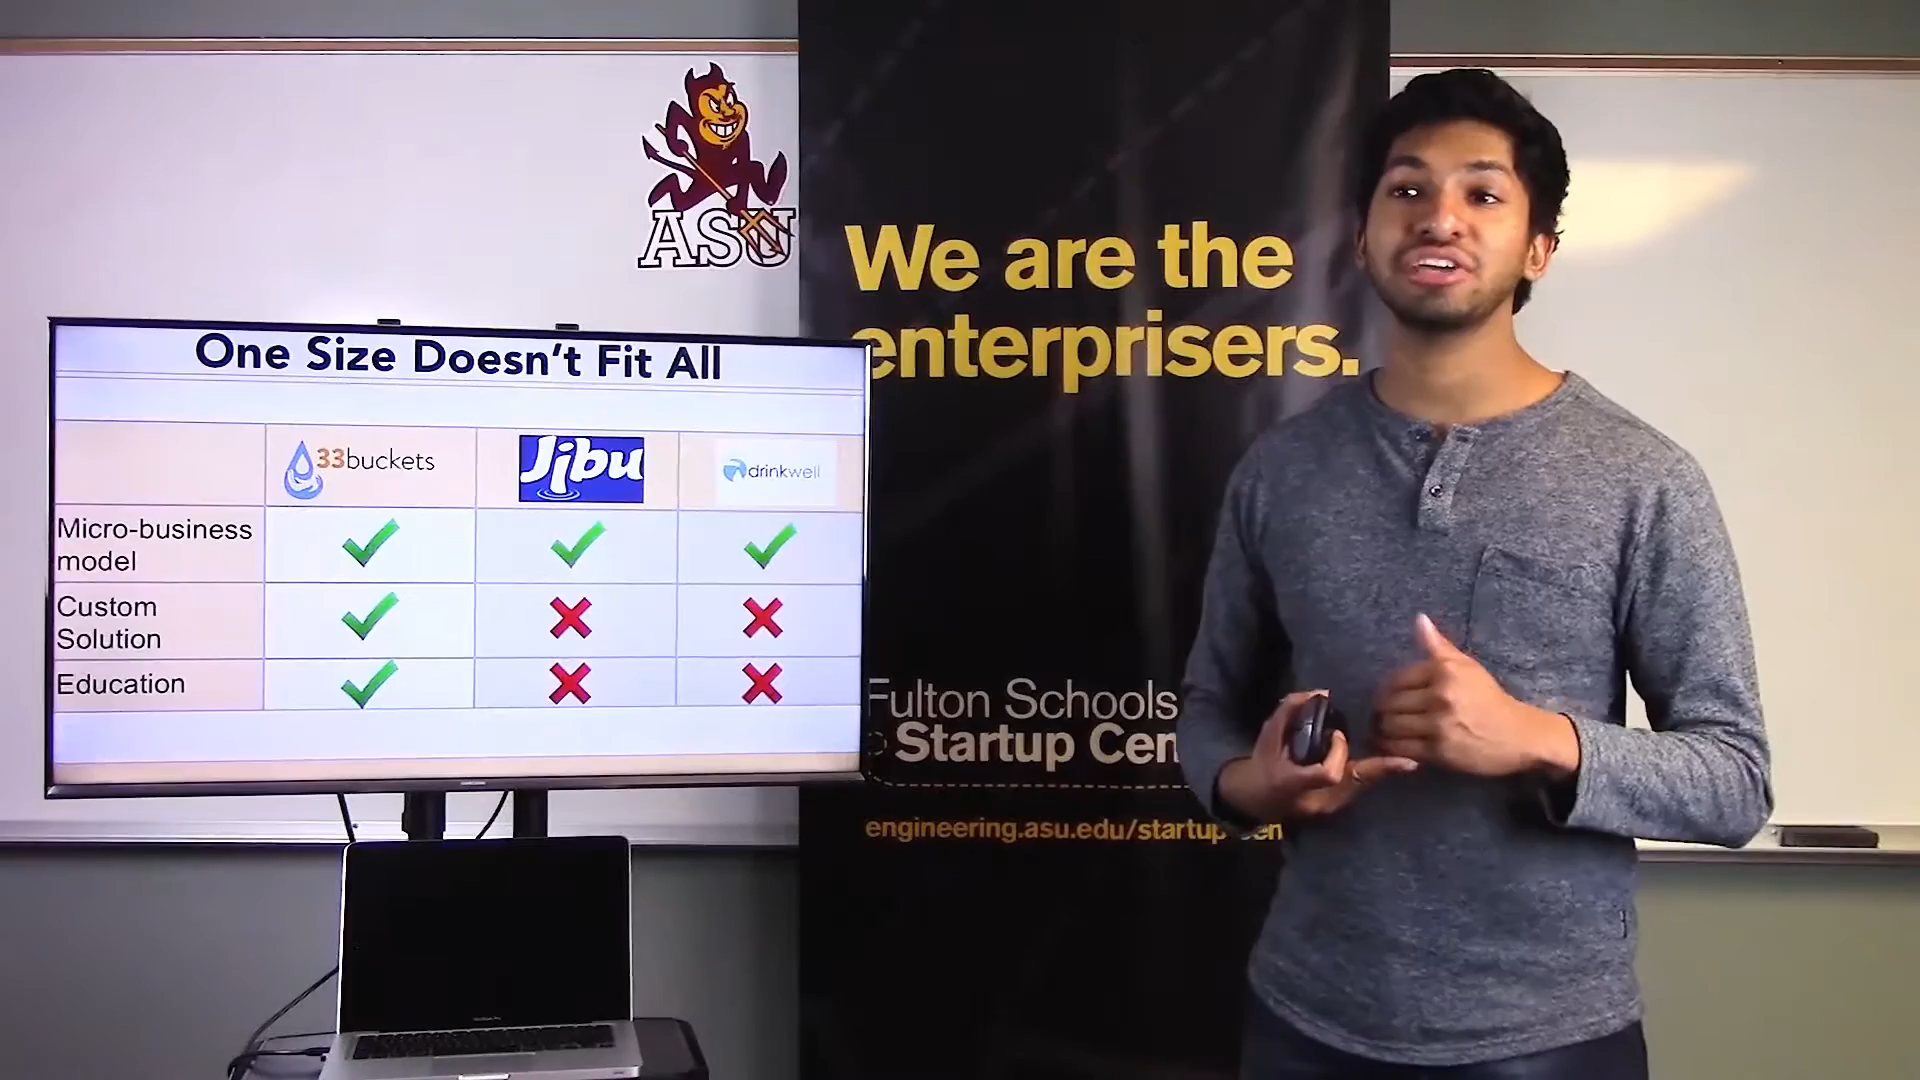 ASU
We are the
enterprisers.
One Size Doesn't Fit All
33buckets
Jibu
drinkwell
Micro-business
model
Custom
Solution
Education
Fulton Schools
Startup Cen
engineering.asu.edu/startup-cen